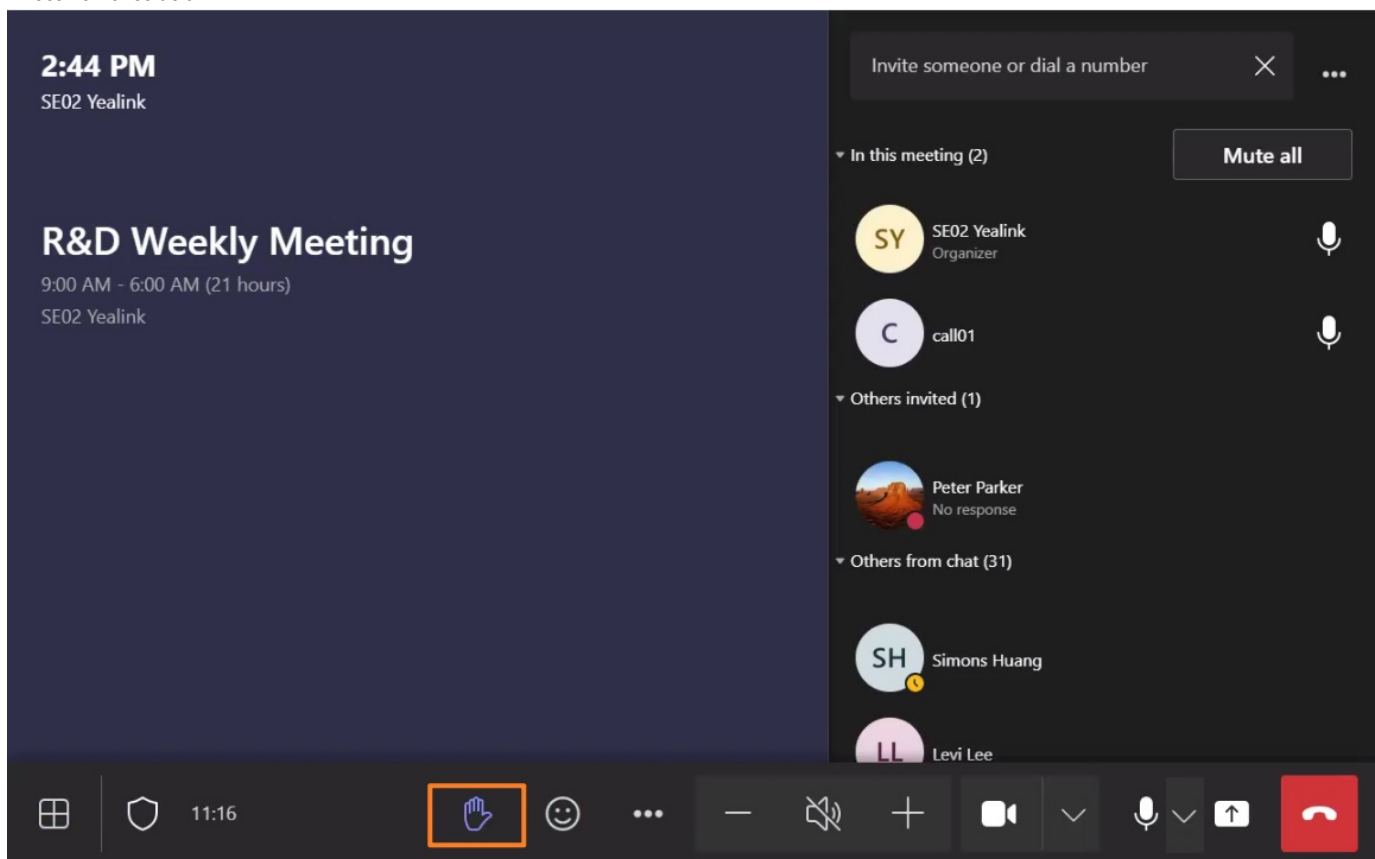 2:44 PM
SE02 Yealink
R&D Weekly Meeting
9:00 AM - 6:00 AM (21 hours)
SE02 Yealink
Invite someone or dial a number
In this meeting (2)
Mute all
SY
SE02 Yealink
Organizer
C
call01
Others invited (1)
Peter Parker
No response
Others from chat (31)
SH
Simons Huang
LL
Levi Lee
11:16